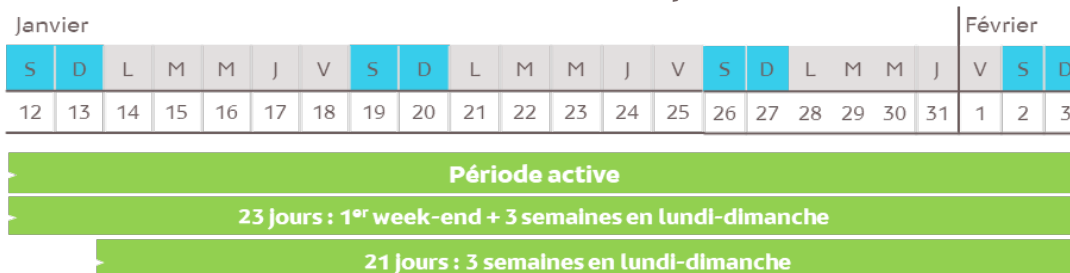 Janvier Février
S D L M M J V S D L M M J V S D L M M J V S D
12 13 14 15 16 17 18 19 20 21 22 23 24 25 26 27 28 29 30 31 1 2 3
Période active
23 jours : 1er week-end + 3 semaines en lundi-dimanche
21 jours : 3 semaines en lundi-dimanche